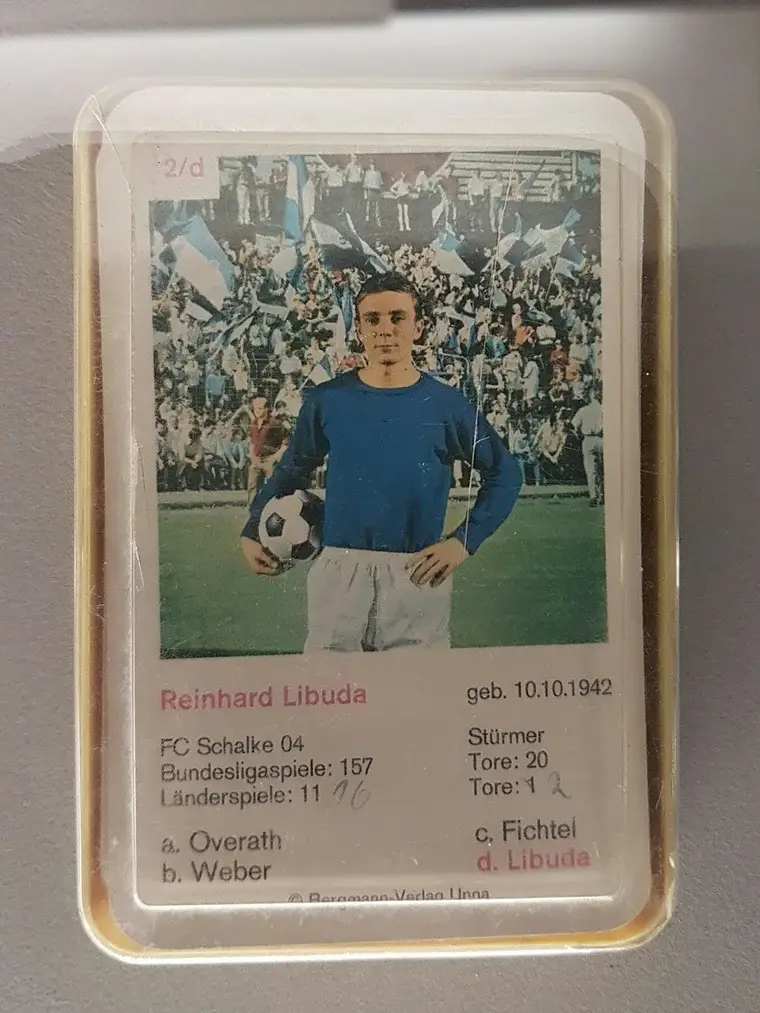 2/d
Reinhard Libuda geb. 10.10.1942
FC Schalke 04 Stürmer
Bundesligaspiele: 157 Tore: 20
Länderspiele: 11 16 Tore: 1 2
a. Overath c. Fichtel
b. Weber d. Libuda
© Bergmann-Verlag Unna